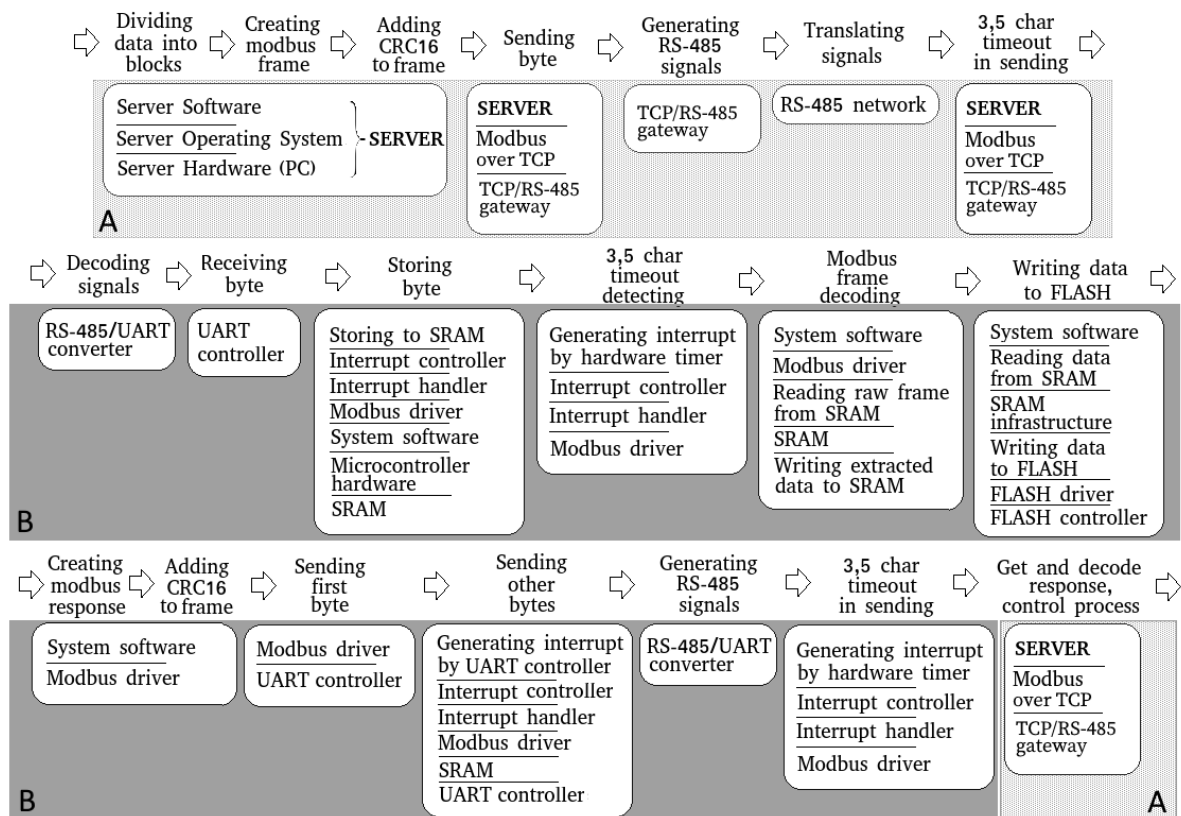 Dividing
data into
blocks
Creating
modbus
frame
Adding
CRC16
to frame
Sending
byte
Generating
RS-485
signals
Translating
signals
3,5 char
timeout
in sending
Server Software
Server Operating System
Server Hardware (PC)
SERVER
SERVER
Modbus
over TCP
TCP/RS-485
gateway
TCP/RS-485
gateway
RS-485 network
SERVER
Modbus
over TCP
TCP/RS-485
gateway
A
Decoding
signals
Receiving
byte
Storing
byte
3,5 char
timeout
detecting
Modbus
frame
decoding
Writing data
to FLASH
RS-485/UART
converter
UART
controller
Storing to SRAM
Interrupt controller
Interrupt handler
Modbus driver
System software
Microcontroller
hardware
SRAM
Generating interrupt
by hardware timer
Interrupt controller
Interrupt handler
Modbus driver
System software
Modbus driver
Reading raw frame
from SRAM
SRAM
Writing extracted
data to SRAM
System software
Reading data
from SRAM
SRAM
infrastructure
Writing data
to FLASH
FLASH driver
FLASH controller
B
Creating
modbus
response
Adding
CRC16
to frame
Sending
first
byte
Sending
other
bytes
Generating
RS-485
signals
3,5 char
timeout
in sending
Get and decode
response,
control process
System software
Modbus driver
Modbus driver
UART controller
Generating interrupt
by UART controller
Interrupt controller
Interrupt handler
Modbus driver
SRAM
UART controller
RS-485/UART
converter
Generating interrupt
by hardware timer
Interrupt controller
Interrupt handler
Modbus driver
SERVER
Modbus
over TCP
TCP/RS-485
gateway
B
A